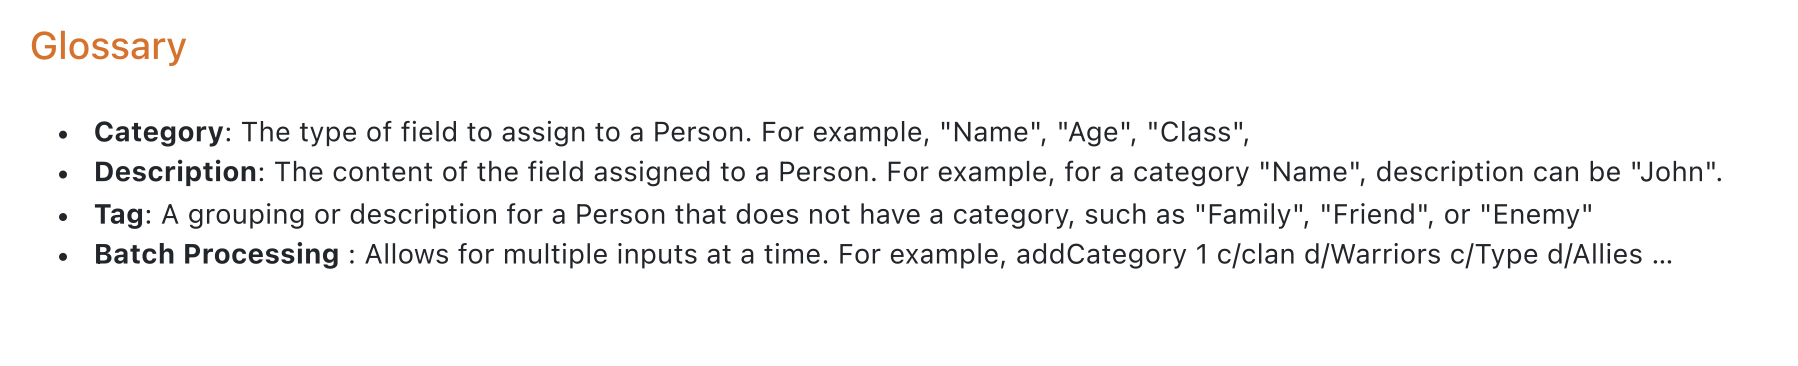 Glossary
• Category: The type of field to assign to a Person. For example, "Name", "Age", "Class",
• Description: The content of the field assigned to a Person. For example, for a category "Name", description can be "John".
• Tag: A grouping or description for a Person that does not have a category, such as "Family", "Friend", or "Enemy"
• Batch Processing : Allows for multiple inputs at a time. For example, addCategory 1 c/clan d/Warriors c/Type d/Allies ...